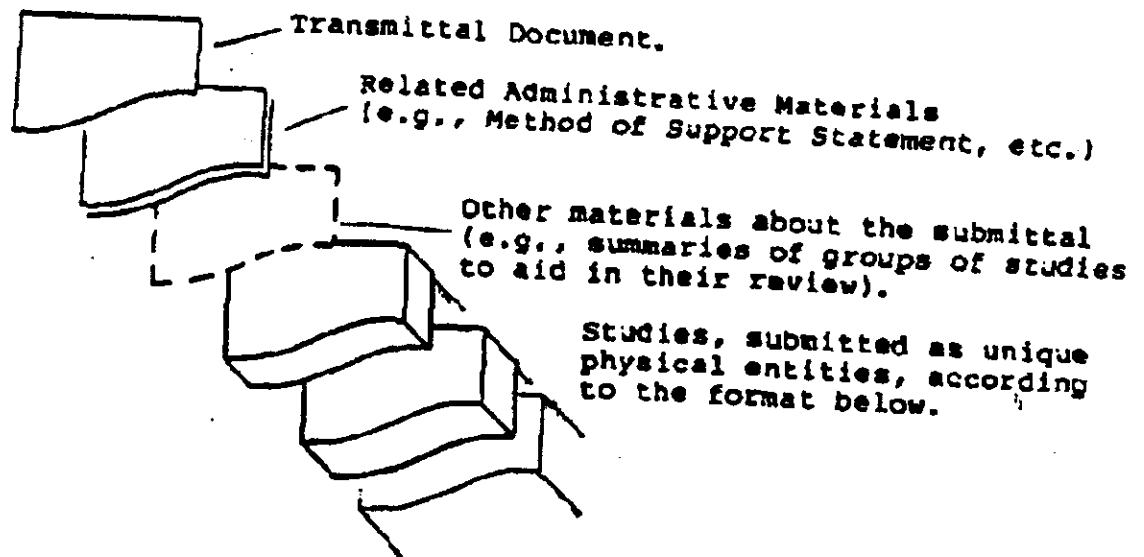 Transmittal Document.
Related Administrative Materials
(e.g., Method of Support Statement, etc.)
Other materials about the submittal
(e.g., summaries of groups of studies
to aid in their review).
Studies, submitted as unique
physical entities, according
to the format below.